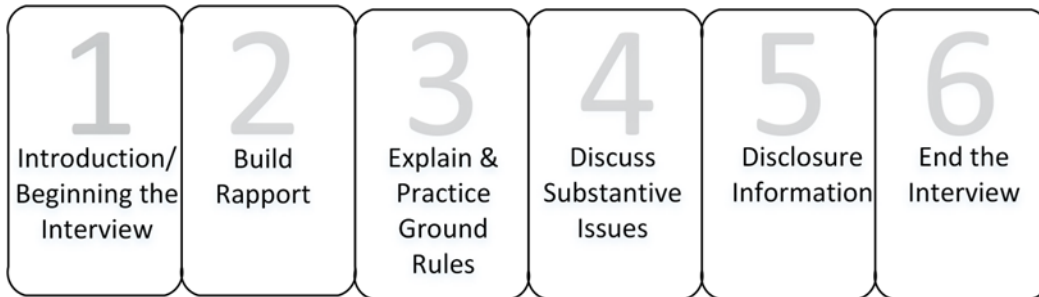 1
Introduction/
Beginning the
Interview
2
Build
Rapport
3
Explain &
Practice
Ground
Rules
4
Discuss
Substantive
Issues
5
Disclosure
Information
6
End the
Interview